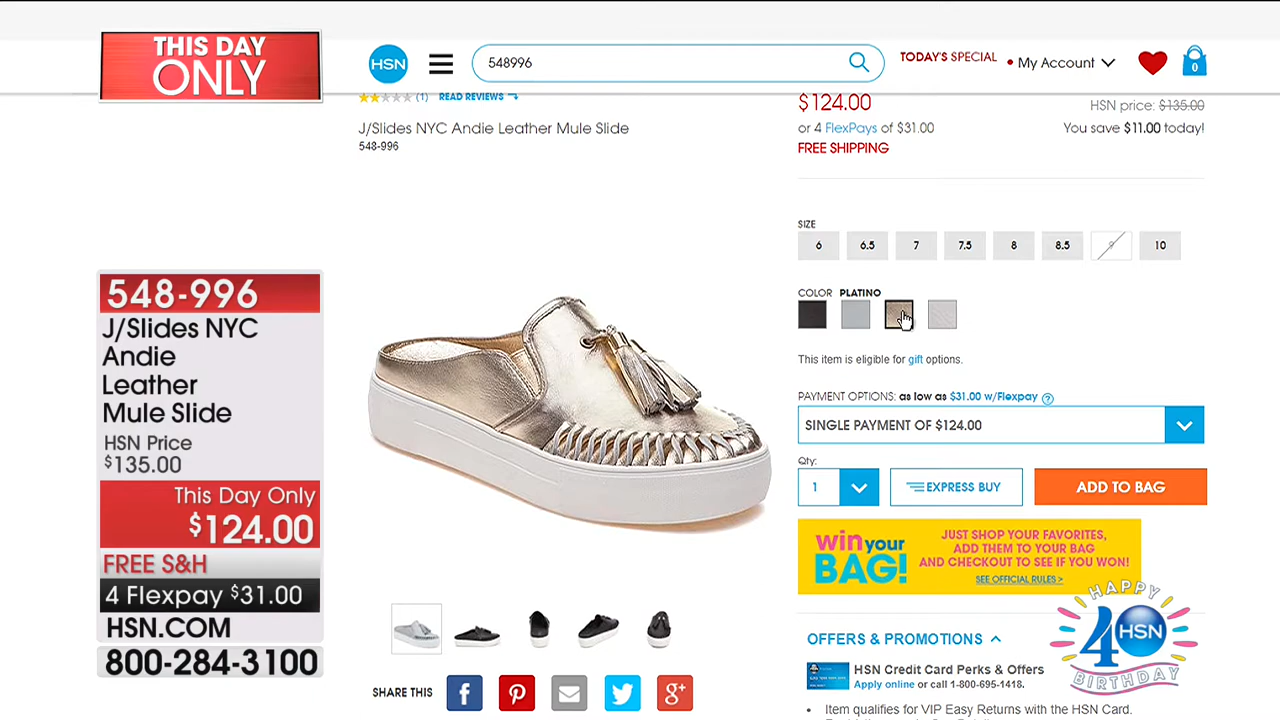 THIS DAY
ONLY
HSN
548996
TODAY'S SPECIAL
My Account
0
(1) READ REVIEWS
J/Slides NYC Andie Leather Mule Slide
548-996
$124.00
HSN price: $135.00
or 4 FlexPays of $31.00
You save $11.00 today!
FREE SHIPPING
SIZE
6 6.5 7 7.5 8 8.5 9 10
COLOR PLATINO
This item is eligible for gift options.
PAYMENT OPTIONS: as low as $31.00 w/Flexpay ?
SINGLE PAYMENT OF $124.00
Qty:
1
EXPRESS BUY
ADD TO BAG
win your
BAG!
JUST SHOP YOUR FAVORITES,
ADD THEM TO YOUR BAG
AND CHECKOUT TO SEE IF YOU WON!
SEE OFFICIAL RULES >
OFFERS & PROMOTIONS
HSN Credit Card Perks & Offers
Apply online or call 1-800-695-1418.
• Item qualifies for VIP Easy Returns with the HSN Card.
SHARE THIS
f
g+
548-996
J/Slides NYC
Andie
Leather
Mule Slide
HSN Price
$135.00
This Day Only
$124.00
FREE S&H
4 Flexpay $31.00
HSN.COM
800-284-3100
HAPPY
40 HSN
BIRTHDAY